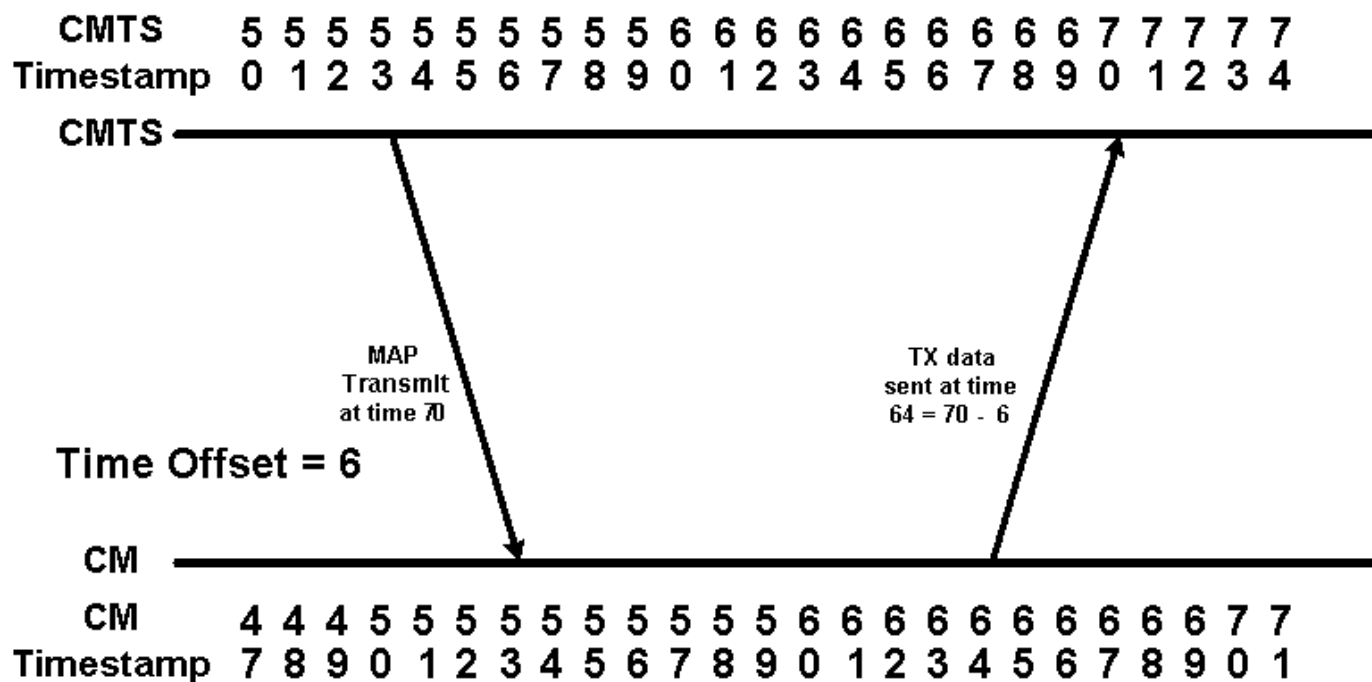 CMTS 5 5 5 5 5 5 5 5 5 5 6 6 6 6 6 6 6 6 6 6 7 7 7 7 7
Timestamp 0 1 2 3 4 5 6 7 8 9 0 1 2 3 4 5 6 7 8 9 0 1 2 3 4
CMTS
MAP
Transmit
at time 70
TX data
sent at time
64 = 70 - 6
Time Offset = 6
CM
CM 4 4 4 5 5 5 5 5 5 5 5 5 5 6 6 6 6 6 6 6 6 6 6 7 7
Timestamp 7 8 9 0 1 2 3 4 5 6 7 8 9 0 1 2 3 4 5 6 7 8 9 0 1